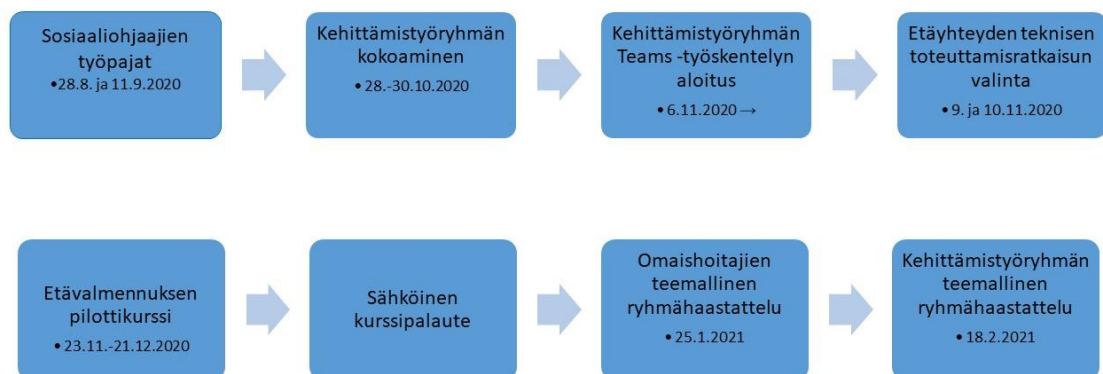 Sosiaaliohjaajien
työpajat
•28.8. ja 11.9.2020
Kehittämistyöryhmän
kokoaminen
• 28.-30.10.2020
Kehittämistyöryhmän
Teams -työskentelyn
aloitus
• 6.11.2020 →
Etäyhteyden teknisen
toteuttamisratkaisun
valinta
• 9. ja 10.11.2020
Etävalmennuksen
pilottikurssi
• 23.11.-21.12.2020
Sähköinen
kurssipalaute
Omaishoitajien
teemallinen
ryhmähaastattelu
• 25.1.2021
Kehittämistyöryhmän
teemallinen
ryhmähaastattelu
• 18.2.2021